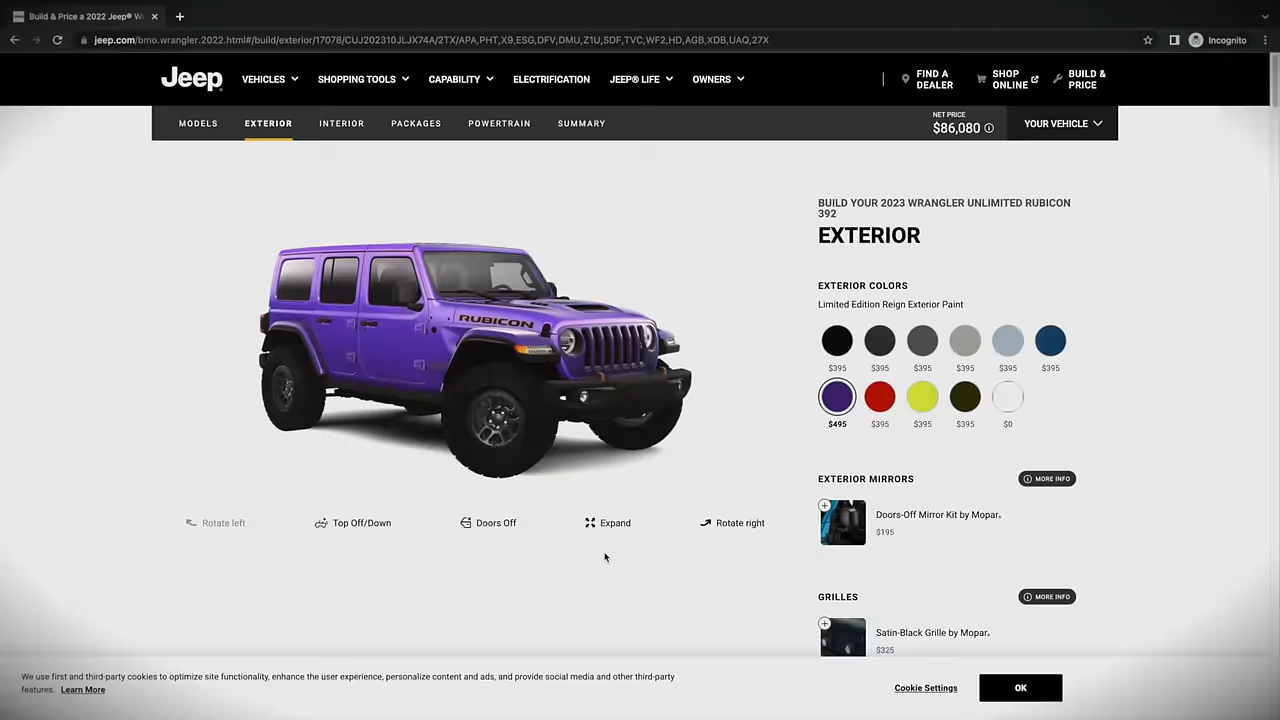 Build & Price a 2022 Jeep® W
jeep.com/bmo.wrangler.2022.html#/build/exterior/17078/CUJ202310JLJX74A/2TX/APA,PHT,X9,ESG,DFV,DMU,Z1U,SDF,TVC,WF2,HD,AGB,XDB,UAQ,27X
Incognito
Jeep®
VEHICLES
SHOPPING TOOLS
CAPABILITY
ELECTRIFICATION
JEEP® LIFE
OWNERS
FIND A
DEALER
SHOP
ONLINE
BUILD &
PRICE
MODELS
EXTERIOR
INTERIOR
PACKAGES
POWERTRAIN
SUMMARY
NET PRICE
$86,080
YOUR VEHICLE
BUILD YOUR 2023 WRANGLER UNLIMITED RUBICON
392
EXTERIOR
EXTERIOR COLORS
Limited Edition Reign Exterior Paint
$395 $395 $395 $395 $395 $395
$495 $395 $395 $395 $0
RUBICON
EXTERIOR MIRRORS
MORE INFO
Doors-Off Mirror Kit by Mopar®
$195
Rotate left
Top Off/Down
Doors Off
Expand
Rotate right
GRILLES
MORE INFO
Satin-Black Grille by Mopar®
$325
We use first and third-party cookies to optimize site functionality, enhance the user experience, personalize content and ads, and provide social media and other third-party
features. Learn More
Cookie Settings
OK